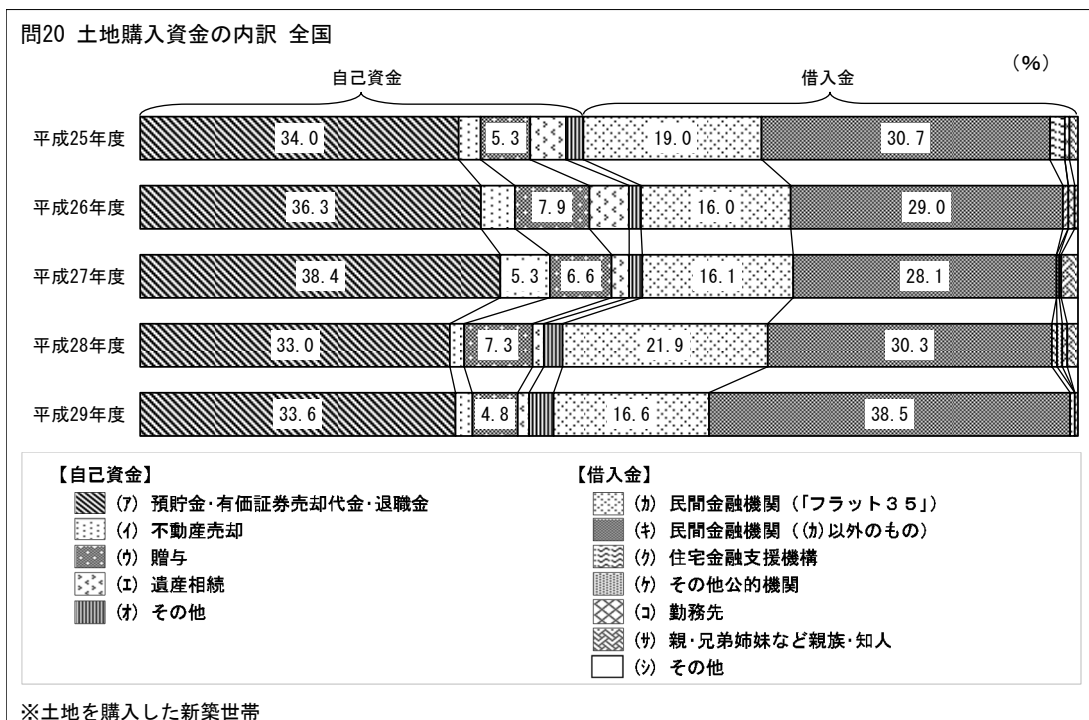 問20 土地購入資金の内訳 全国
(%)
自己資金 借入金
平成25年度 34.0 5.3 19.0 30.7
平成26年度 36.3 7.9 16.0 29.0
平成27年度 38.4 5.3 6.6 16.1 28.1
平成28年度 33.0 7.3 21.9 30.3
平成29年度 33.6 4.8 16.6 38.5
【自己資金】
(ｱ) 預貯金･有価証券売却代金･退職金
(ｲ) 不動産売却
(ｳ) 贈与
(ｴ) 遺産相続
(ｵ) その他
【借入金】
(ｶ) 民間金融機関（｢フラット３５｣）
(ｷ) 民間金融機関（(ｶ)以外のもの）
(ｸ) 住宅金融支援機構
(ｹ) その他公的機関
(ｺ) 勤務先
(ｻ) 親･兄弟姉妹など親族･知人
(ｼ) その他
※土地を購入した新築世帯